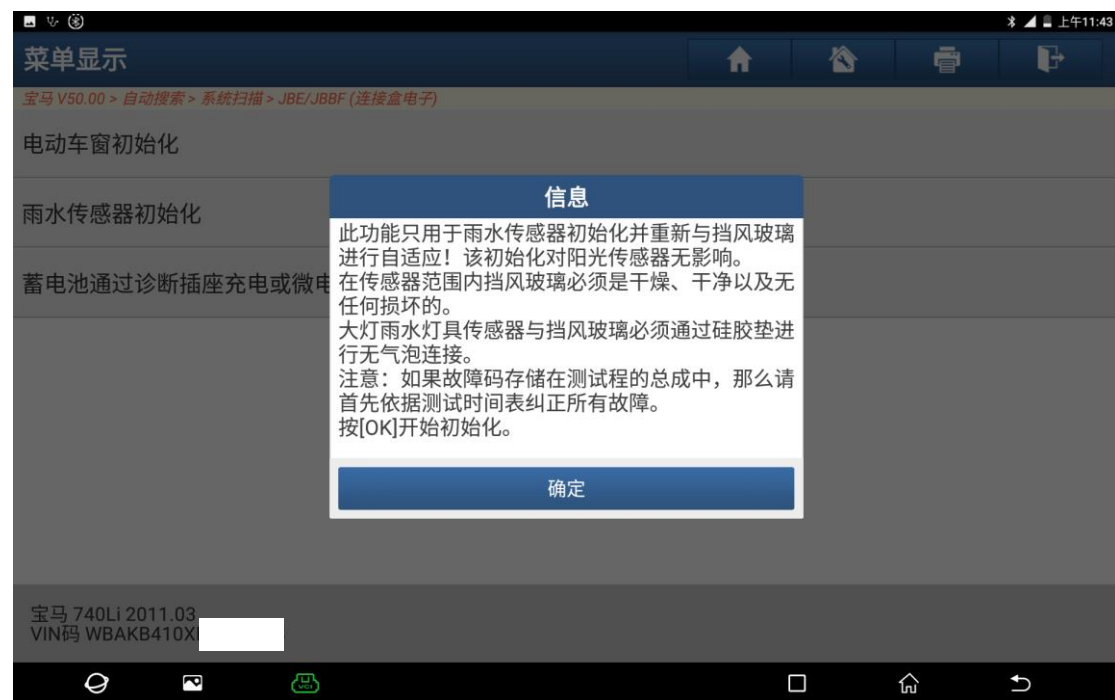 上午11:43
菜单显示
宝马 V50.00 > 自动搜索 > 系统扫描 > JBE/JBBF (连接盒电子)
电动车窗初始化
雨水传感器初始化
蓄电池通过诊断插座充电或微电
信息
此功能只用于雨水传感器初始化并重新与挡风玻璃
进行自适应！该初始化对阳光传感器无影响。
在传感器范围内挡风玻璃必须是干燥、干净以及无
任何损坏的。
大灯雨水灯具传感器与挡风玻璃必须通过硅胶垫进
行无气泡连接。
注意：如果故障码存储在测试程的总成中，那么请
首先依据测试时间表纠正所有故障。
按[OK]开始初始化。
确定
宝马 740Li 2011.03
VIN码 WBAKB410X
VCI